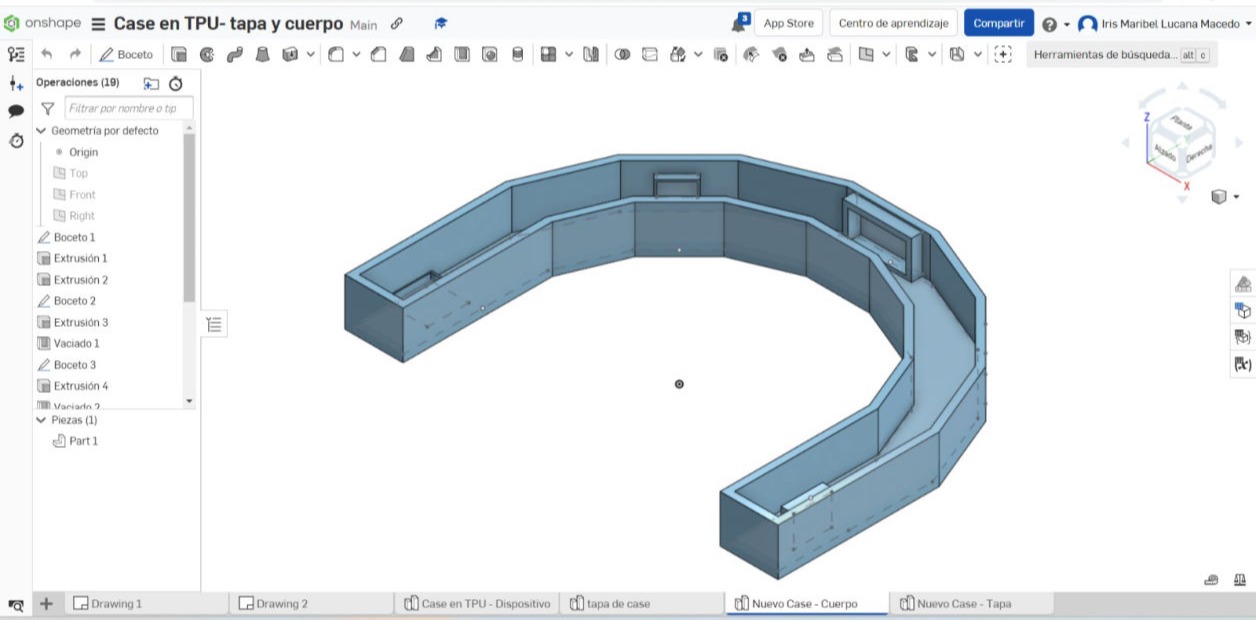 onshape Case en TPU- tapa y cuerpo Main 3 App Store Centro de aprendizaje Compartir Iris Maribel Lucana Macedo
Boceto Herramientas de búsqueda... alt c
Operaciones (19)
Filtrar por nombre o tip
Geometría por defecto
Origin
Top
Front
Right
Boceto 1
Extrusión 1
Extrusión 2
Boceto 2
Extrusión 3
Vaciado 1
Boceto 3
Extrusión 4
Vaciado 2
Piezas (1)
Part 1
Z
Planta
Alzado Derecha
X
Drawing 1 Drawing 2 Case en TPU - Dispositivo tapa de case Nuevo Case - Cuerpo Nuevo Case - Tapa